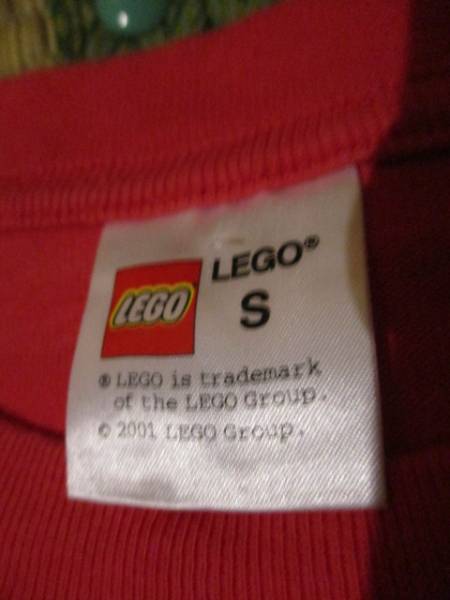 LEGO®
LEGO
S
® LEGO is trademark
of the LEGO Group.
© 2001 LEGO Group.